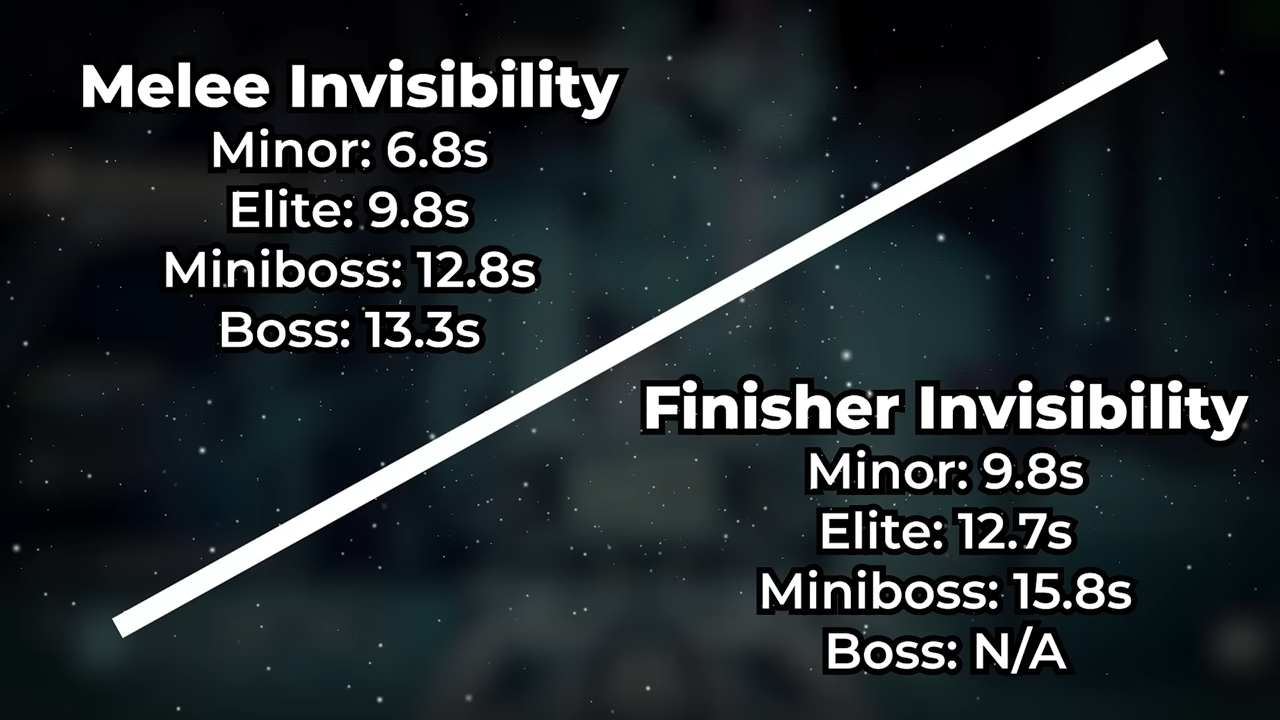 Melee Invisibility
Minor: 6.8s
Elite: 9.8s
Miniboss: 12.8s
Boss: 13.3s
Finisher Invisibility
Minor: 9.8s
Elite: 12.7s
Miniboss: 15.8s
Boss: N/A